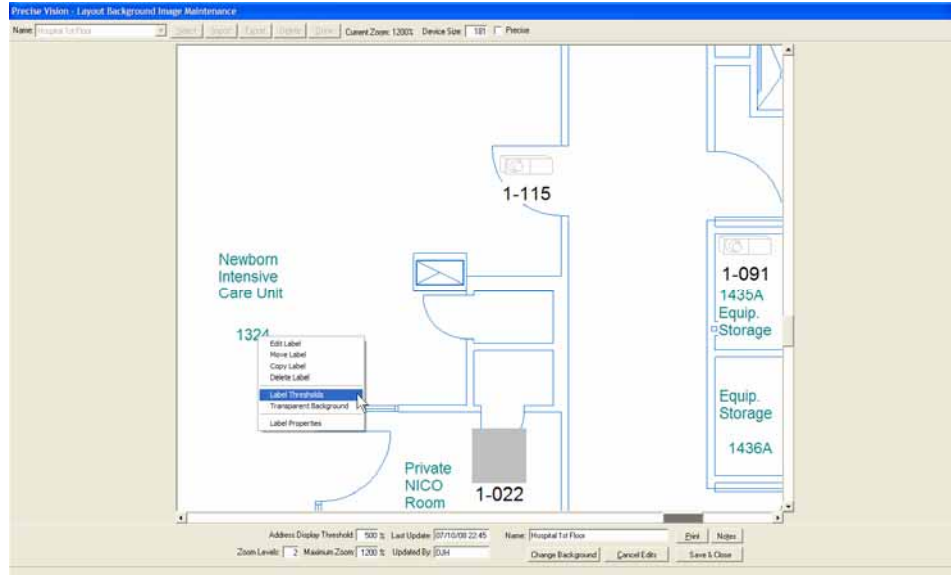 Precise Vision - Layout Background Image Maintenance
Name: Hospital 1st Floor Select Import Export Delete Done Current Zoom: 1200% Device Size: 181 Precise
1-115
Newborn
Intensive
Care Unit
1-091
1435A
Equip.
Storage
1324
Edit Label
Move Label
Copy Label
Delete Label
Label Thresholds
Transparent Background
Label Properties
Equip.
Storage
1436A
Private
NICO
Room
1-022
Address Display Threshold: 500 % Last Update: 07/10/08 22:45 Name: Hospital 1st Floor Print Notes
Zoom Levels: 2 Maximum Zoom: 1200 % Updated By: DJH Change Background Cancel Edits Save & Close